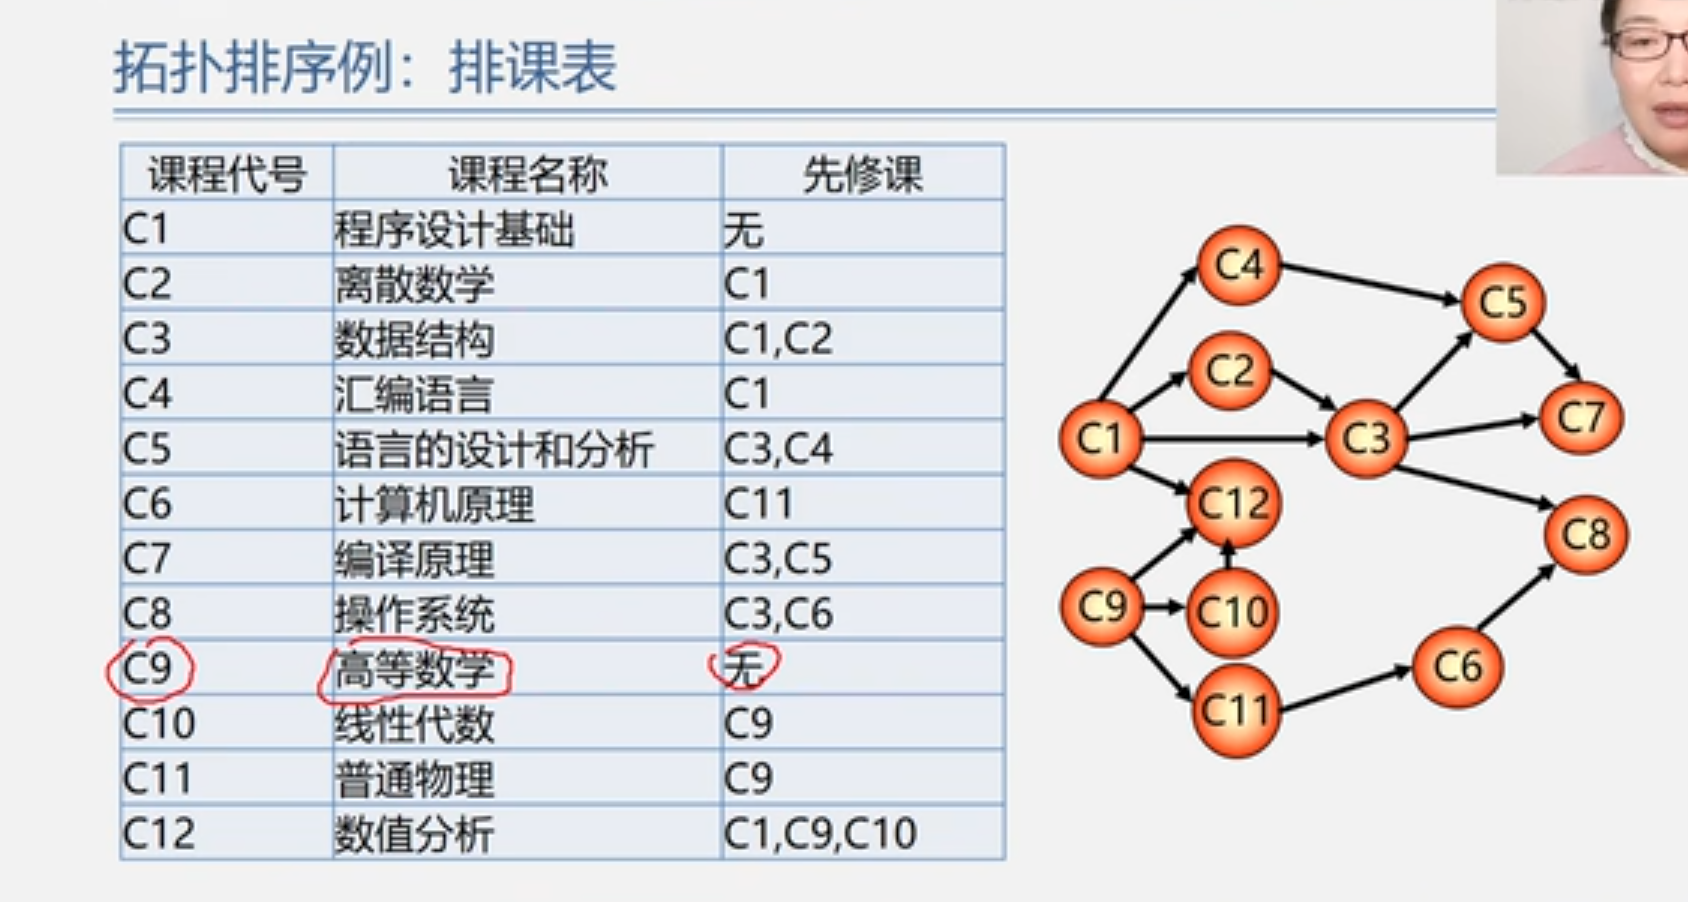 拓扑排序例：排课表
课程代号 课程名称 先修课
C1 程序设计基础 无
C2 离散数学 C1
C3 数据结构 C1,C2
C4 汇编语言 C1
C5 语言的设计和分析 C3,C4
C6 计算机原理 C11
C7 编译原理 C3,C5
C8 操作系统 C3,C6
C9 高等数学 无
C10 线性代数 C9
C11 普通物理 C9
C12 数值分析 C1,C9,C10
C4
C5
C2
C7
C1
C3
C12
C8
C9
C10
C6
C11